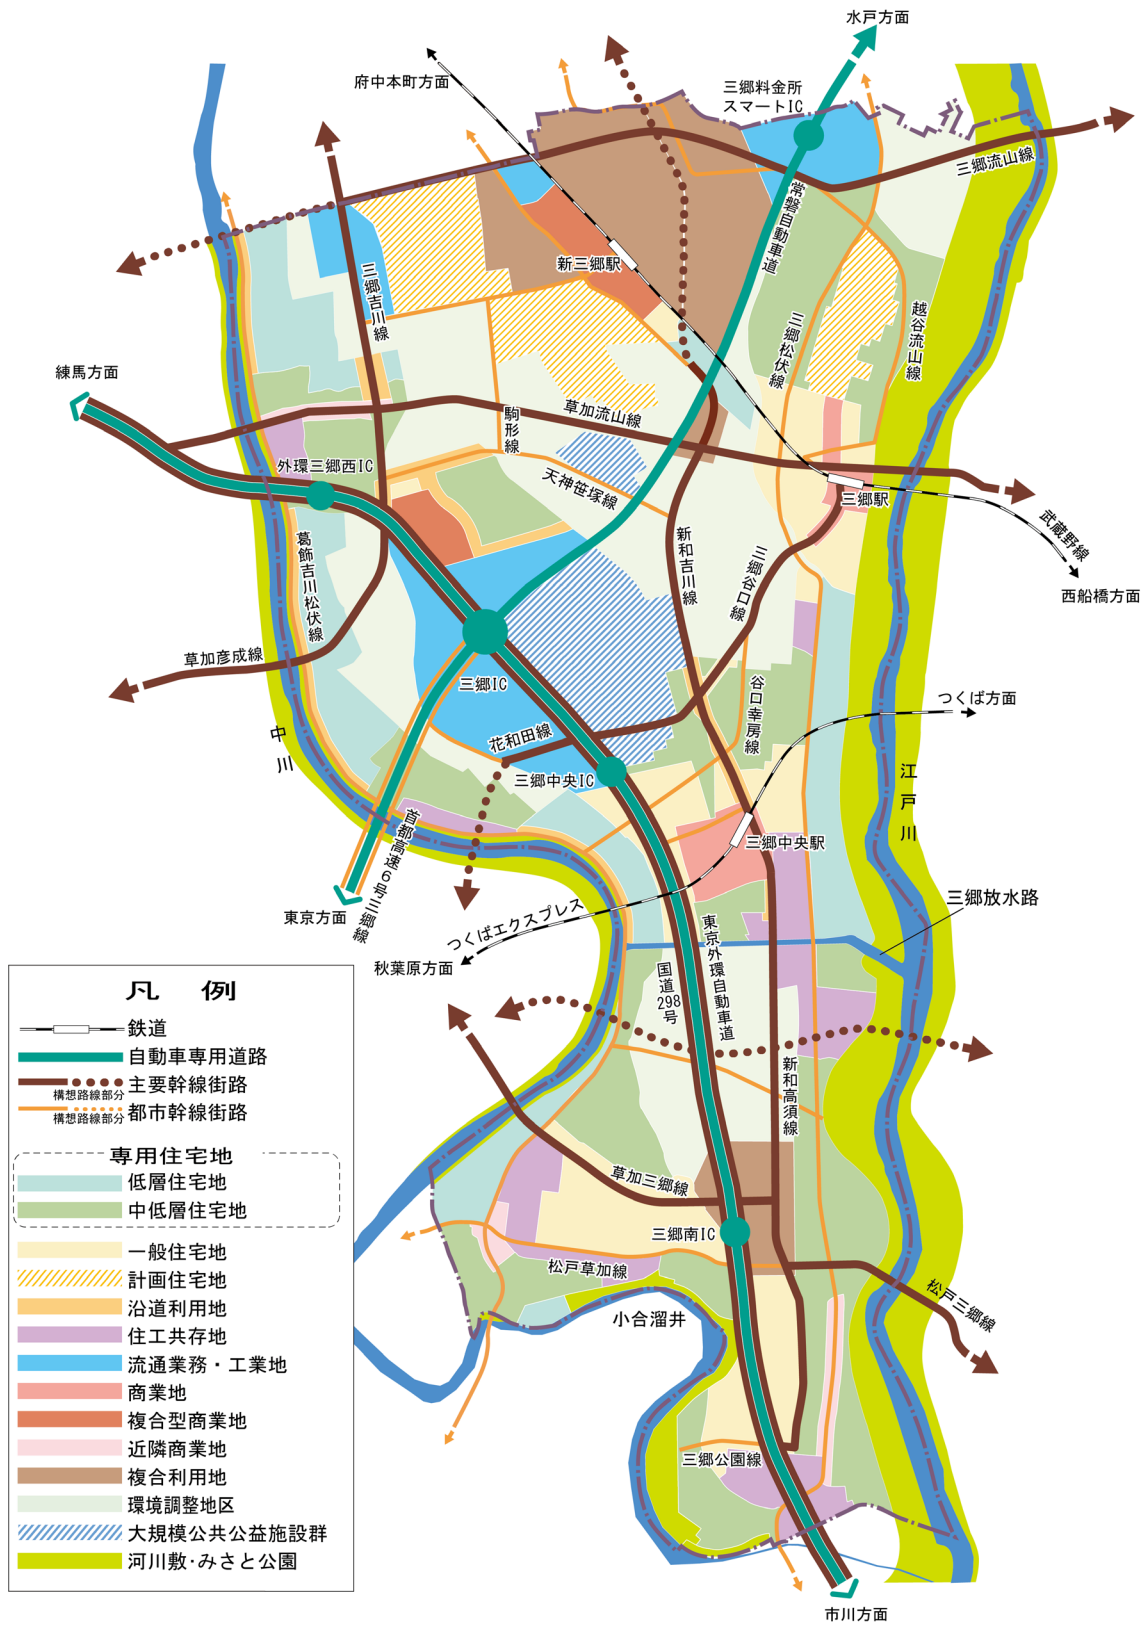 水戸方面
府中本町方面
三郷料金所
スマートIC
三郷流山線
常磐自動車道
新三郷駅
三郷吉川線
三郷松伏線
越谷流山線
練馬方面
草加流山線
駒形線
外環三郷西IC
天神笹塚線
三郷駅
武蔵野線
西船橋方面
葛飾吉川松伏線
新和吉川線
三郷谷口線
草加彦成線
三郷IC
谷口幸房線
つくば方面
中川
花和田線
三郷中央IC
江戸川
首都高速6号三郷線
三郷中央駅
東京方面
つくばエクスプレス
秋葉原方面
三郷放水路
東京外環自動車道
国道298号
新和高須線
草加三郷線
三郷南IC
松戸草加線
小合溜井
松戸三郷線
三郷公園線
市川方面
凡 例
鉄道
自動車専用道路
主要幹線街路
構想路線部分
都市幹線街路
構想路線部分
専用住宅地
低層住宅地
中低層住宅地
一般住宅地
計画住宅地
沿道利用地
住工共存地
流通業務・工業地
商業地
複合型商業地
近隣商業地
複合利用地
環境調整地区
大規模公共公益施設群
河川敷・みさと公園